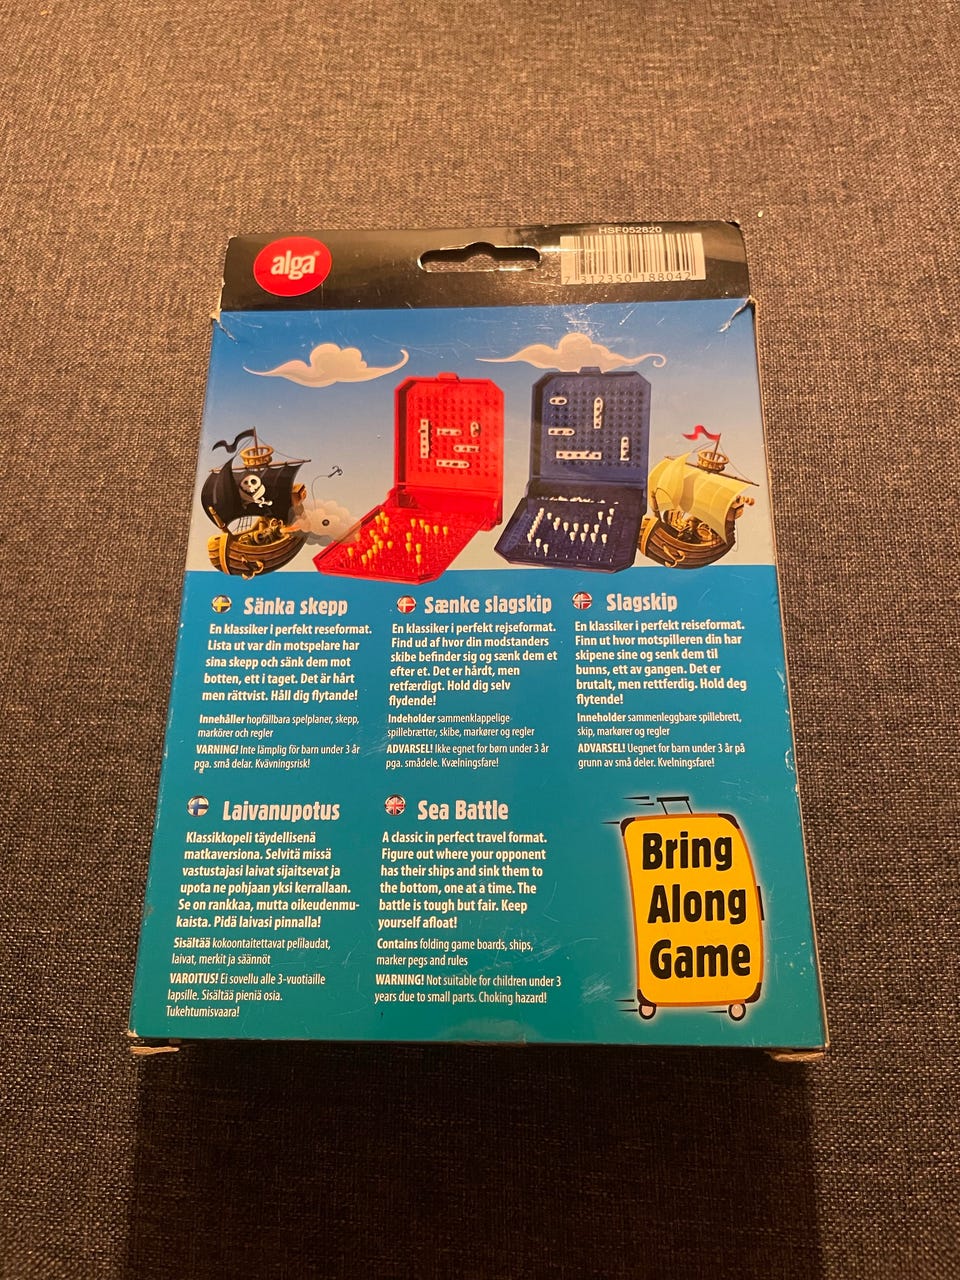 alga
HSF052820
7 312350 188042
Sänka skepp
En klassiker i perfekt reseformat.
Lista ut var din motspelare har
sina skepp och sänk dem mot
botten, ett i taget. Det är hårt
men rättvist. Håll dig flytande!
Innehåller hopfällbara spelplaner, skepp,
markörer och regler
VARNING! Inte lämplig för barn under 3 år
pga. små delar. Kvävningsrisk!
Sænke slagskip
En klassiker i perfekt rejseformat.
Find ud af hvor din modstanders
skibe befinder sig og sænk dem et
efter et. Det er hårdt, men
retfærdigt. Hold dig selv
flydende!
Indeholder sammenklappelige
spillebrætter, skibe, markører og regler
ADVARSEL! Ikke egnet for børn under 3 år
pga. smådele. Kvælningsfare!
Slagskip
En klassiker i perfekt reiseformat.
Finn ut hvor motspilleren din har
skipene sine og senk dem til
bunns, ett av gangen. Det er
brutalt, men rettferdig. Hold deg
flytende!
Inneholder sammenleggbare spillebrett,
skip, markører og regler
ADVARSEL! Uegnet for barn under 3 år på
grunn av små deler. Kvelningsfare!
Laivanupotus
Klassikkopeli täydellisenä
matkaversiona. Selvitä missä
vastustajasi laivat sijaitsevat ja
upota ne pohjaan yksi kerrallaan.
Se on rankkaa, mutta oikeudenmu-
kaista. Pidä laivasi pinnalla!
Sisältää kokoontaitettavat pelilaudat,
laivat, merkit ja säännöt
VAROITUS! Ei sovellu alle 3-vuotiaille
lapsille. Sisältää pieniä osia.
Tukehtumisvaara!
Sea Battle
A classic in perfect travel format.
Figure out where your opponent
has their ships and sink them to
the bottom, one at a time. The
battle is tough but fair. Keep
yourself afloat!
Contains folding game boards, ships,
marker pegs and rules
WARNING! Not suitable for children under 3
years due to small parts. Choking hazard!
Bring
Along
Game